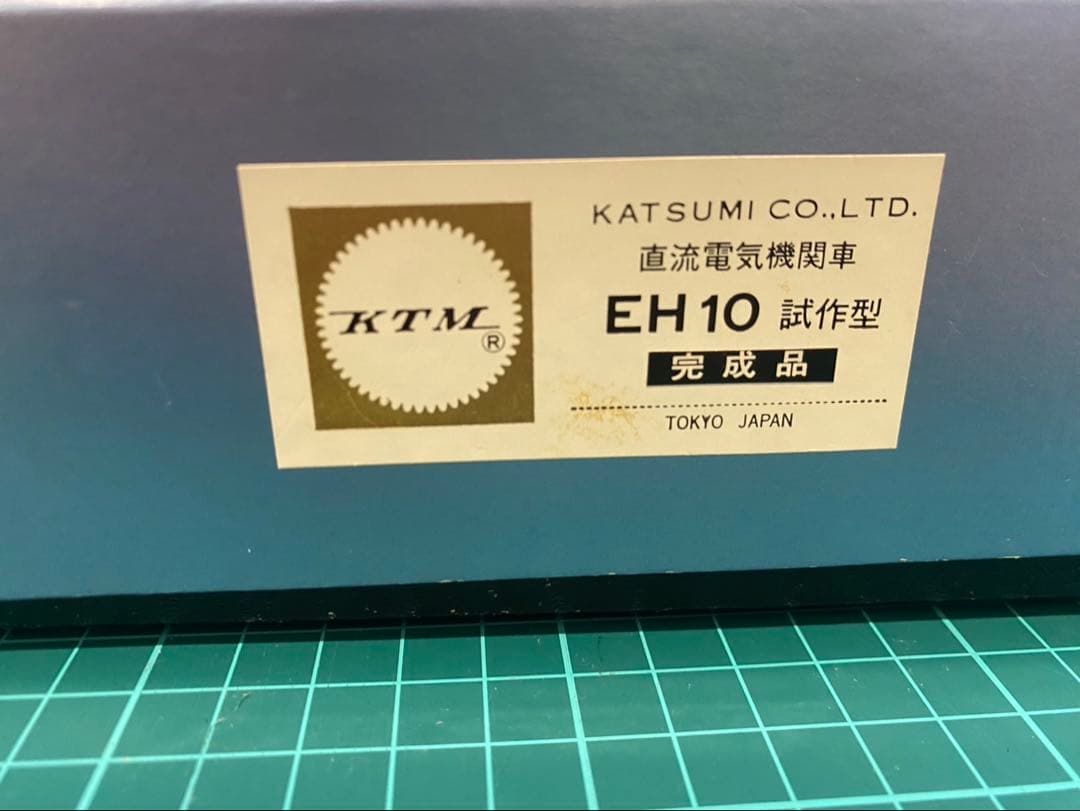 KTM
®
KATSUMI CO.,LTD.
直流電気機関車
EH10 試作型
完成品
TOKYO JAPAN